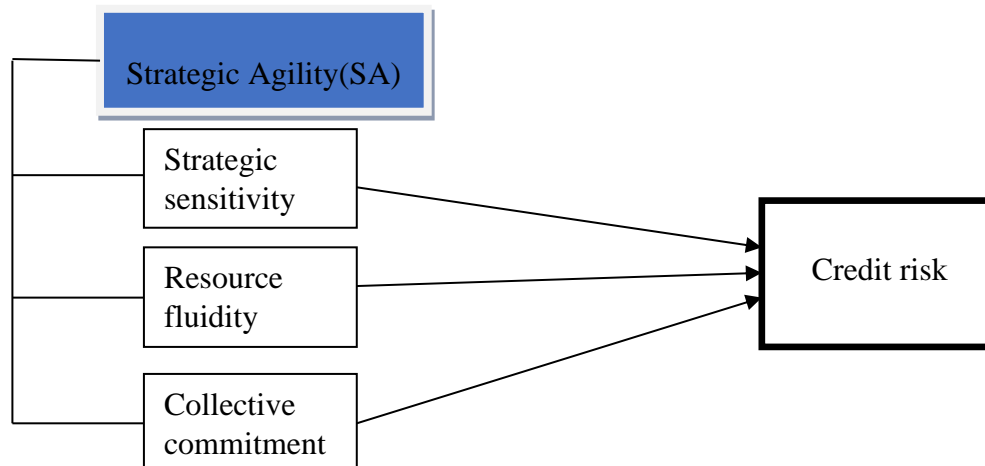 Strategic Agility(SA)
Strategic
sensitivity
Resource
fluidity
Credit risk
Collective
commitment